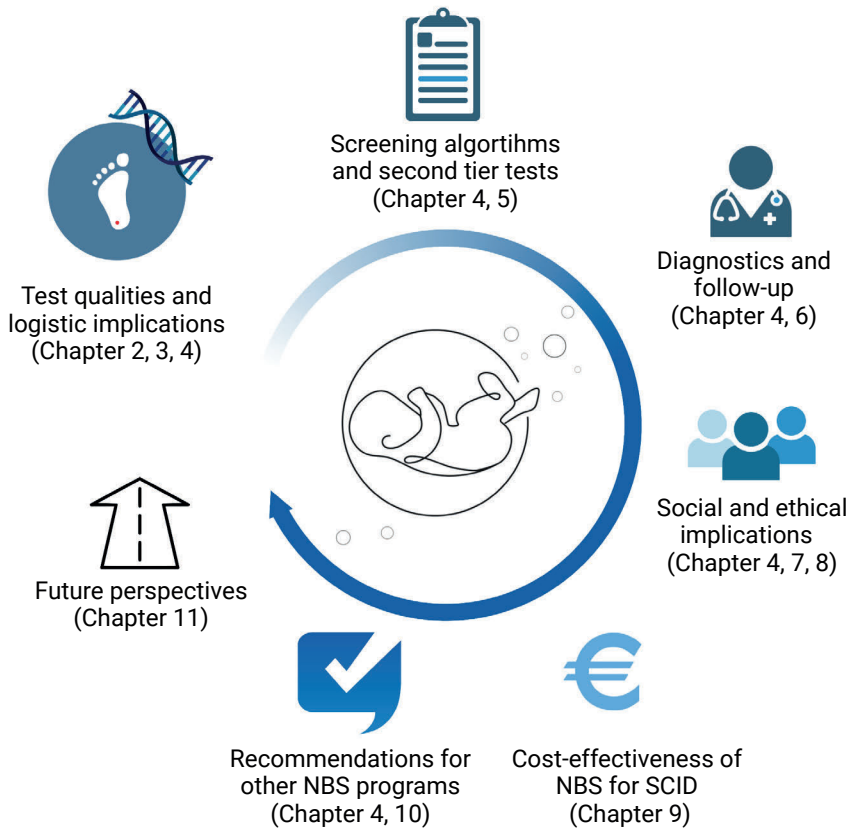 Screening algortihms
and second tier tests
(Chapter 4, 5)
Test qualities and
logistic implications
(Chapter 2, 3, 4)
Diagnostics and
follow-up
(Chapter 4, 6)
Social and ethical
implications
(Chapter 4, 7, 8)
Future perspectives
(Chapter 11)
Recommendations for
other NBS programs
(Chapter 4, 10)
Cost-effectiveness of
NBS for SCID
(Chapter 9)